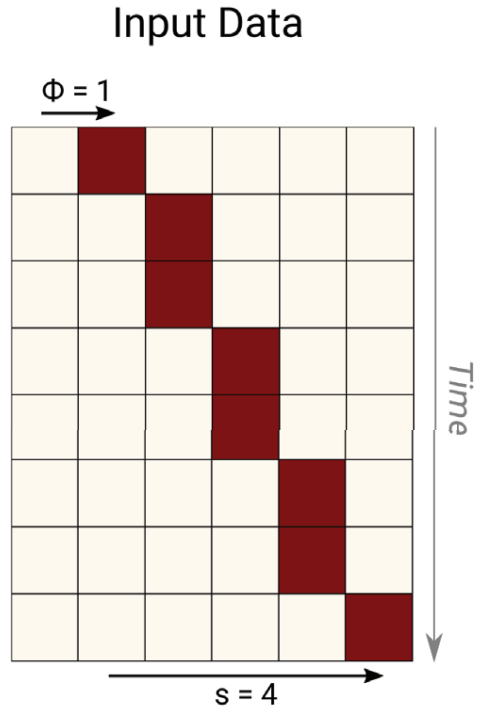 Input Data
Φ = 1
Time
s = 4